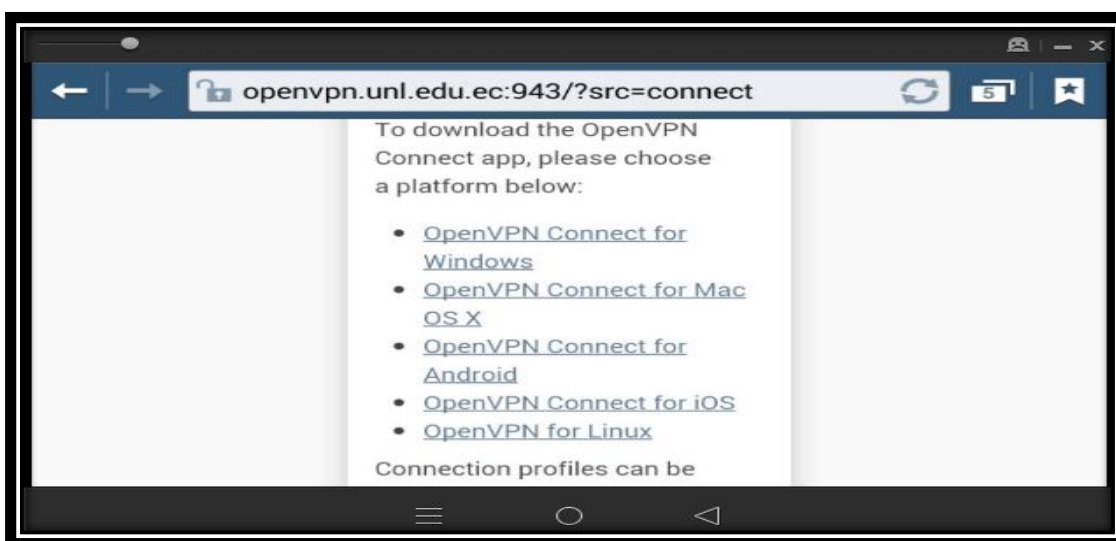 openvpn.unl.edu.ec:943/?src=connect
5
To download the OpenVPN
Connect app, please choose
a platform below:
OpenVPN Connect for
Windows
OpenVPN Connect for Mac
OS X
OpenVPN Connect for
Android
OpenVPN Connect for iOS
OpenVPN for Linux
Connection profiles can be